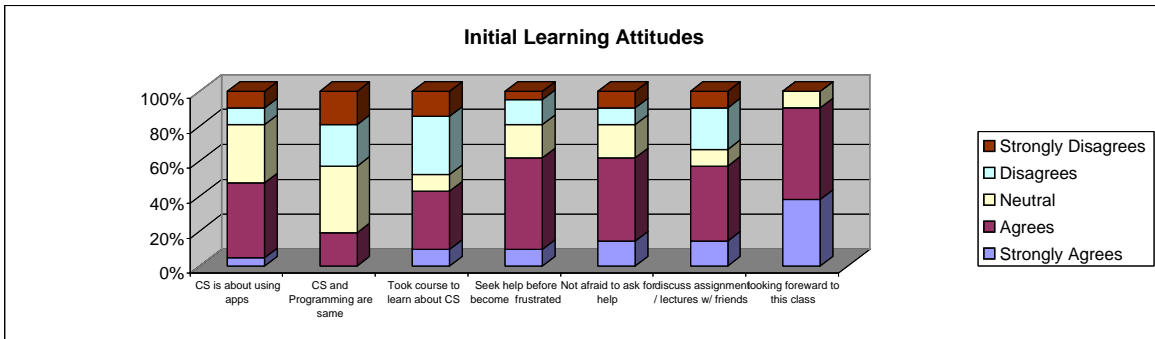 Initial Learning Attitudes
100%
80%
60%
40%
20%
0%
CS is about using
apps
CS and
Programming are
same
Took course to
learn about CS
Seek help before
become frustrated
Not afraid to ask for
help
discuss assignment
/ lectures w/ friends
looking foreward to
this class
Strongly Disagrees
Disagrees
Neutral
Agrees
Strongly Agrees